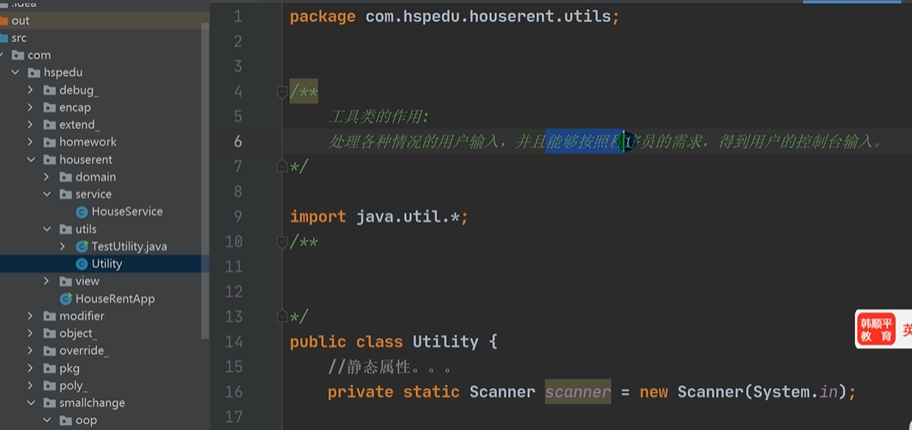 .idea
out
src
com
hspedu
debug_
encap
extend_
homework
houserent
domain
service
HouseService
utils
TestUtility.java
Utility
view
HouseRentApp
modifier
object_
override_
pkg
poly_
smallchange
oop
1 package com.hspedu.houserent.utils;
2
3
4 /**
5 工具类的作用:
6 处理各种情况的用户输入，并且能够按照程序员的需求，得到用户的控制台输入。
7 */
8
9 import java.util.*;
10 /**
11
12
13 */
14 public class Utility {
15 //静态属性。。。
16 private static Scanner scanner = new Scanner(System.in);
17
韩顺平
教育
英